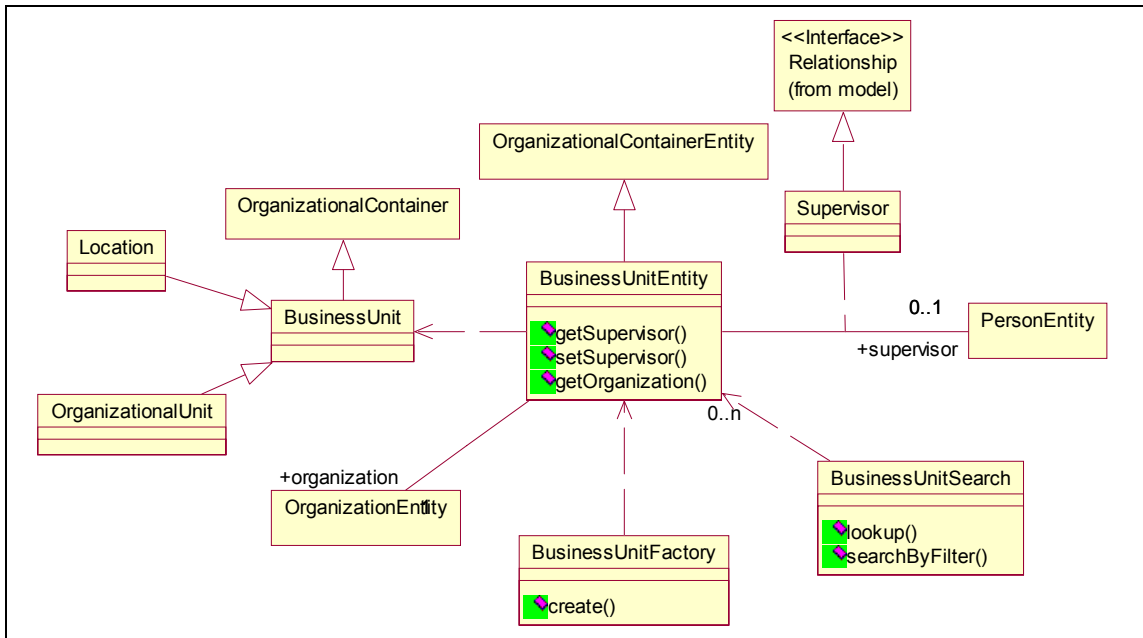 <<Interface>>
Relationship
(from model)
OrganizationalContainerEntity
OrganizationalContainer
Supervisor
Location
BusinessUnitEntity
getSupervisor()
setSupervisor()
getOrganization()
BusinessUnit
0..1
+supervisor
PersonEntity
OrganizationalUnit
0..n
+organization
OrganizationEntity
1
BusinessUnitSearch
lookup()
searchByFilter()
BusinessUnitFactory
create()